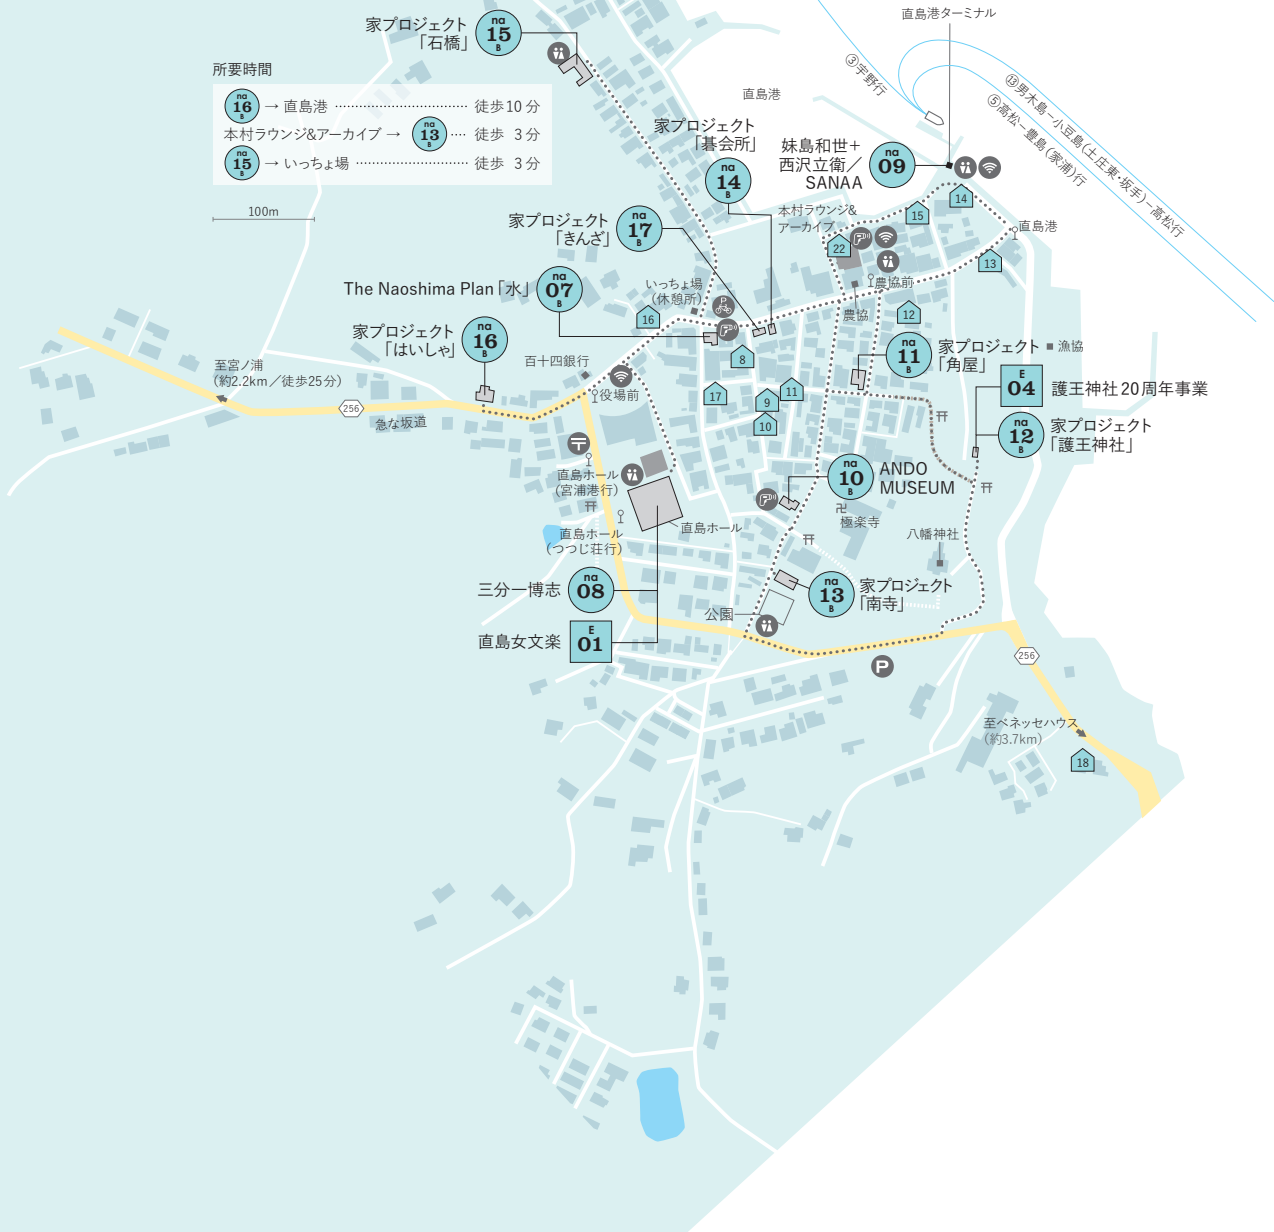 直島港ターミナル
家プロジェクト
「石橋」
na
15
B
所要時間
na
16
B
→ 直島港 徒歩10分
本村ラウンジ&アーカイブ →
na
13
B
徒歩 3分
na
15
B
→ いっちょ場 徒歩 3分
100m
③宇野行
⑬男木島−小豆島(土庄東・坂手)−高松行
⑤高松−豊島(家浦)行
直島港
家プロジェクト
「碁会所」
na
14
B
妹島和世+
西沢立衛/
SANAA
na
09
家プロジェクト
「きんざ」
na
17
B
本村ラウンジ&
アーカイブ
22
15
14
直島港
13
The Naoshima Plan「水」
na
07
B
いっちょ場
(休憩所)
P
農協前
農協
16
12
家プロジェクト
「はいしゃ」
na
16
B
百十四銀行
8
na
11
B
家プロジェクト
「角屋」
漁協
E
04
護王神社20周年事業
至宮ノ浦
(約2.2km/徒歩25分)
256
急な坂道
役場前
17
9
11
10
na
12
B
家プロジェクト
「護王神社」
直島ホール
(宮浦港行)
na
10
B
ANDO
MUSEUM
直島ホール
直島ホール
(つつじ荘行)
卍
極楽寺
八幡神社
三分一博志
na
08
na
13
B
家プロジェクト
「南寺」
公園
直島女文楽
E
01
P
256
至ベネッセハウス
(約3.7km)
18